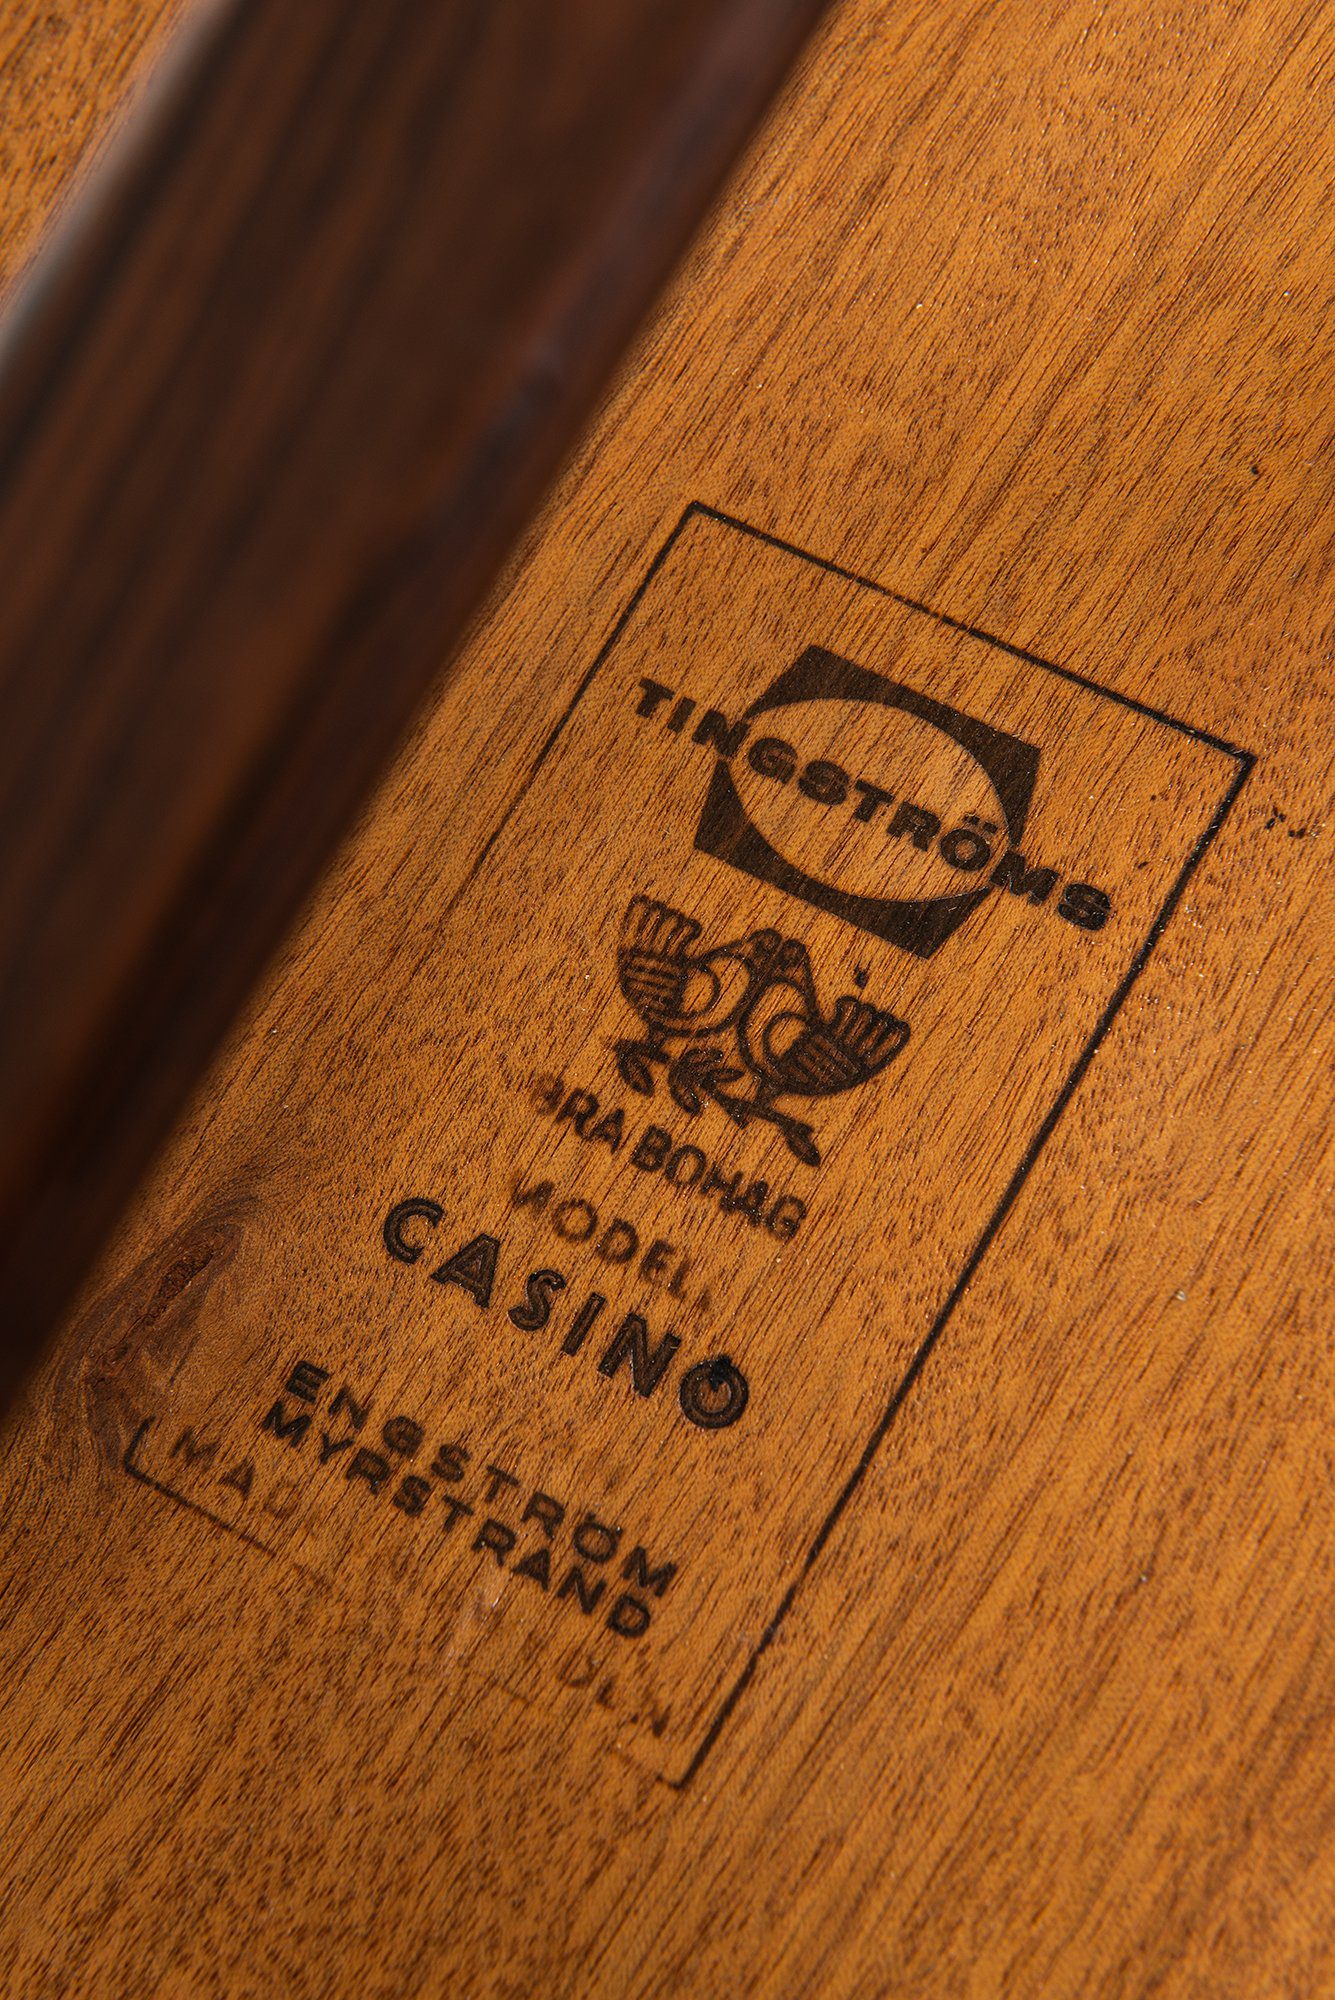 TINGSTRÖMS
BRA BOHAG
MODELL
CASINO
ENGSTRÖM
MYRSTRAND